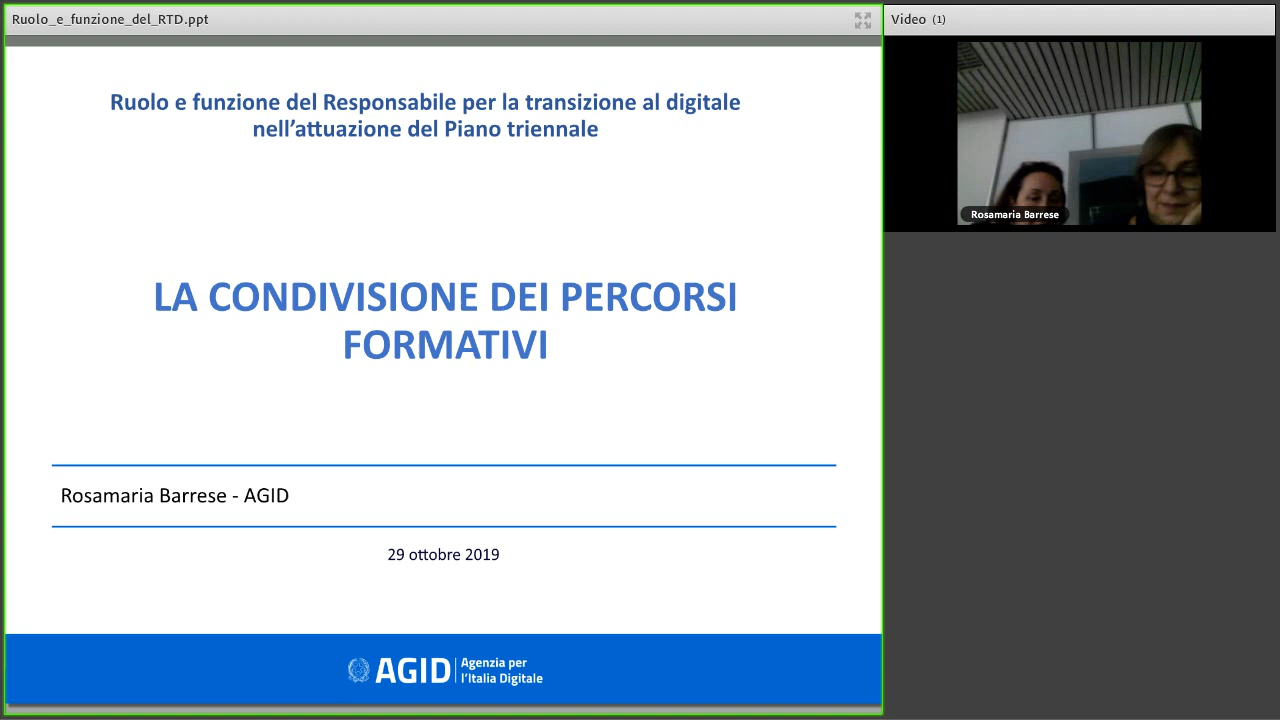 Ruolo_e_funzione_del_RTD.ppt
Video (1)
Ruolo e funzione del Responsabile per la transizione al digitale
nell'attuazione del Piano triennale
LA CONDIVISIONE DEI PERCORSI
FORMATIVI
Rosamaria Barrese - AGID
29 ottobre 2019
AGID Agenzia per
l'Italia Digitale
Rosamaria Barrese